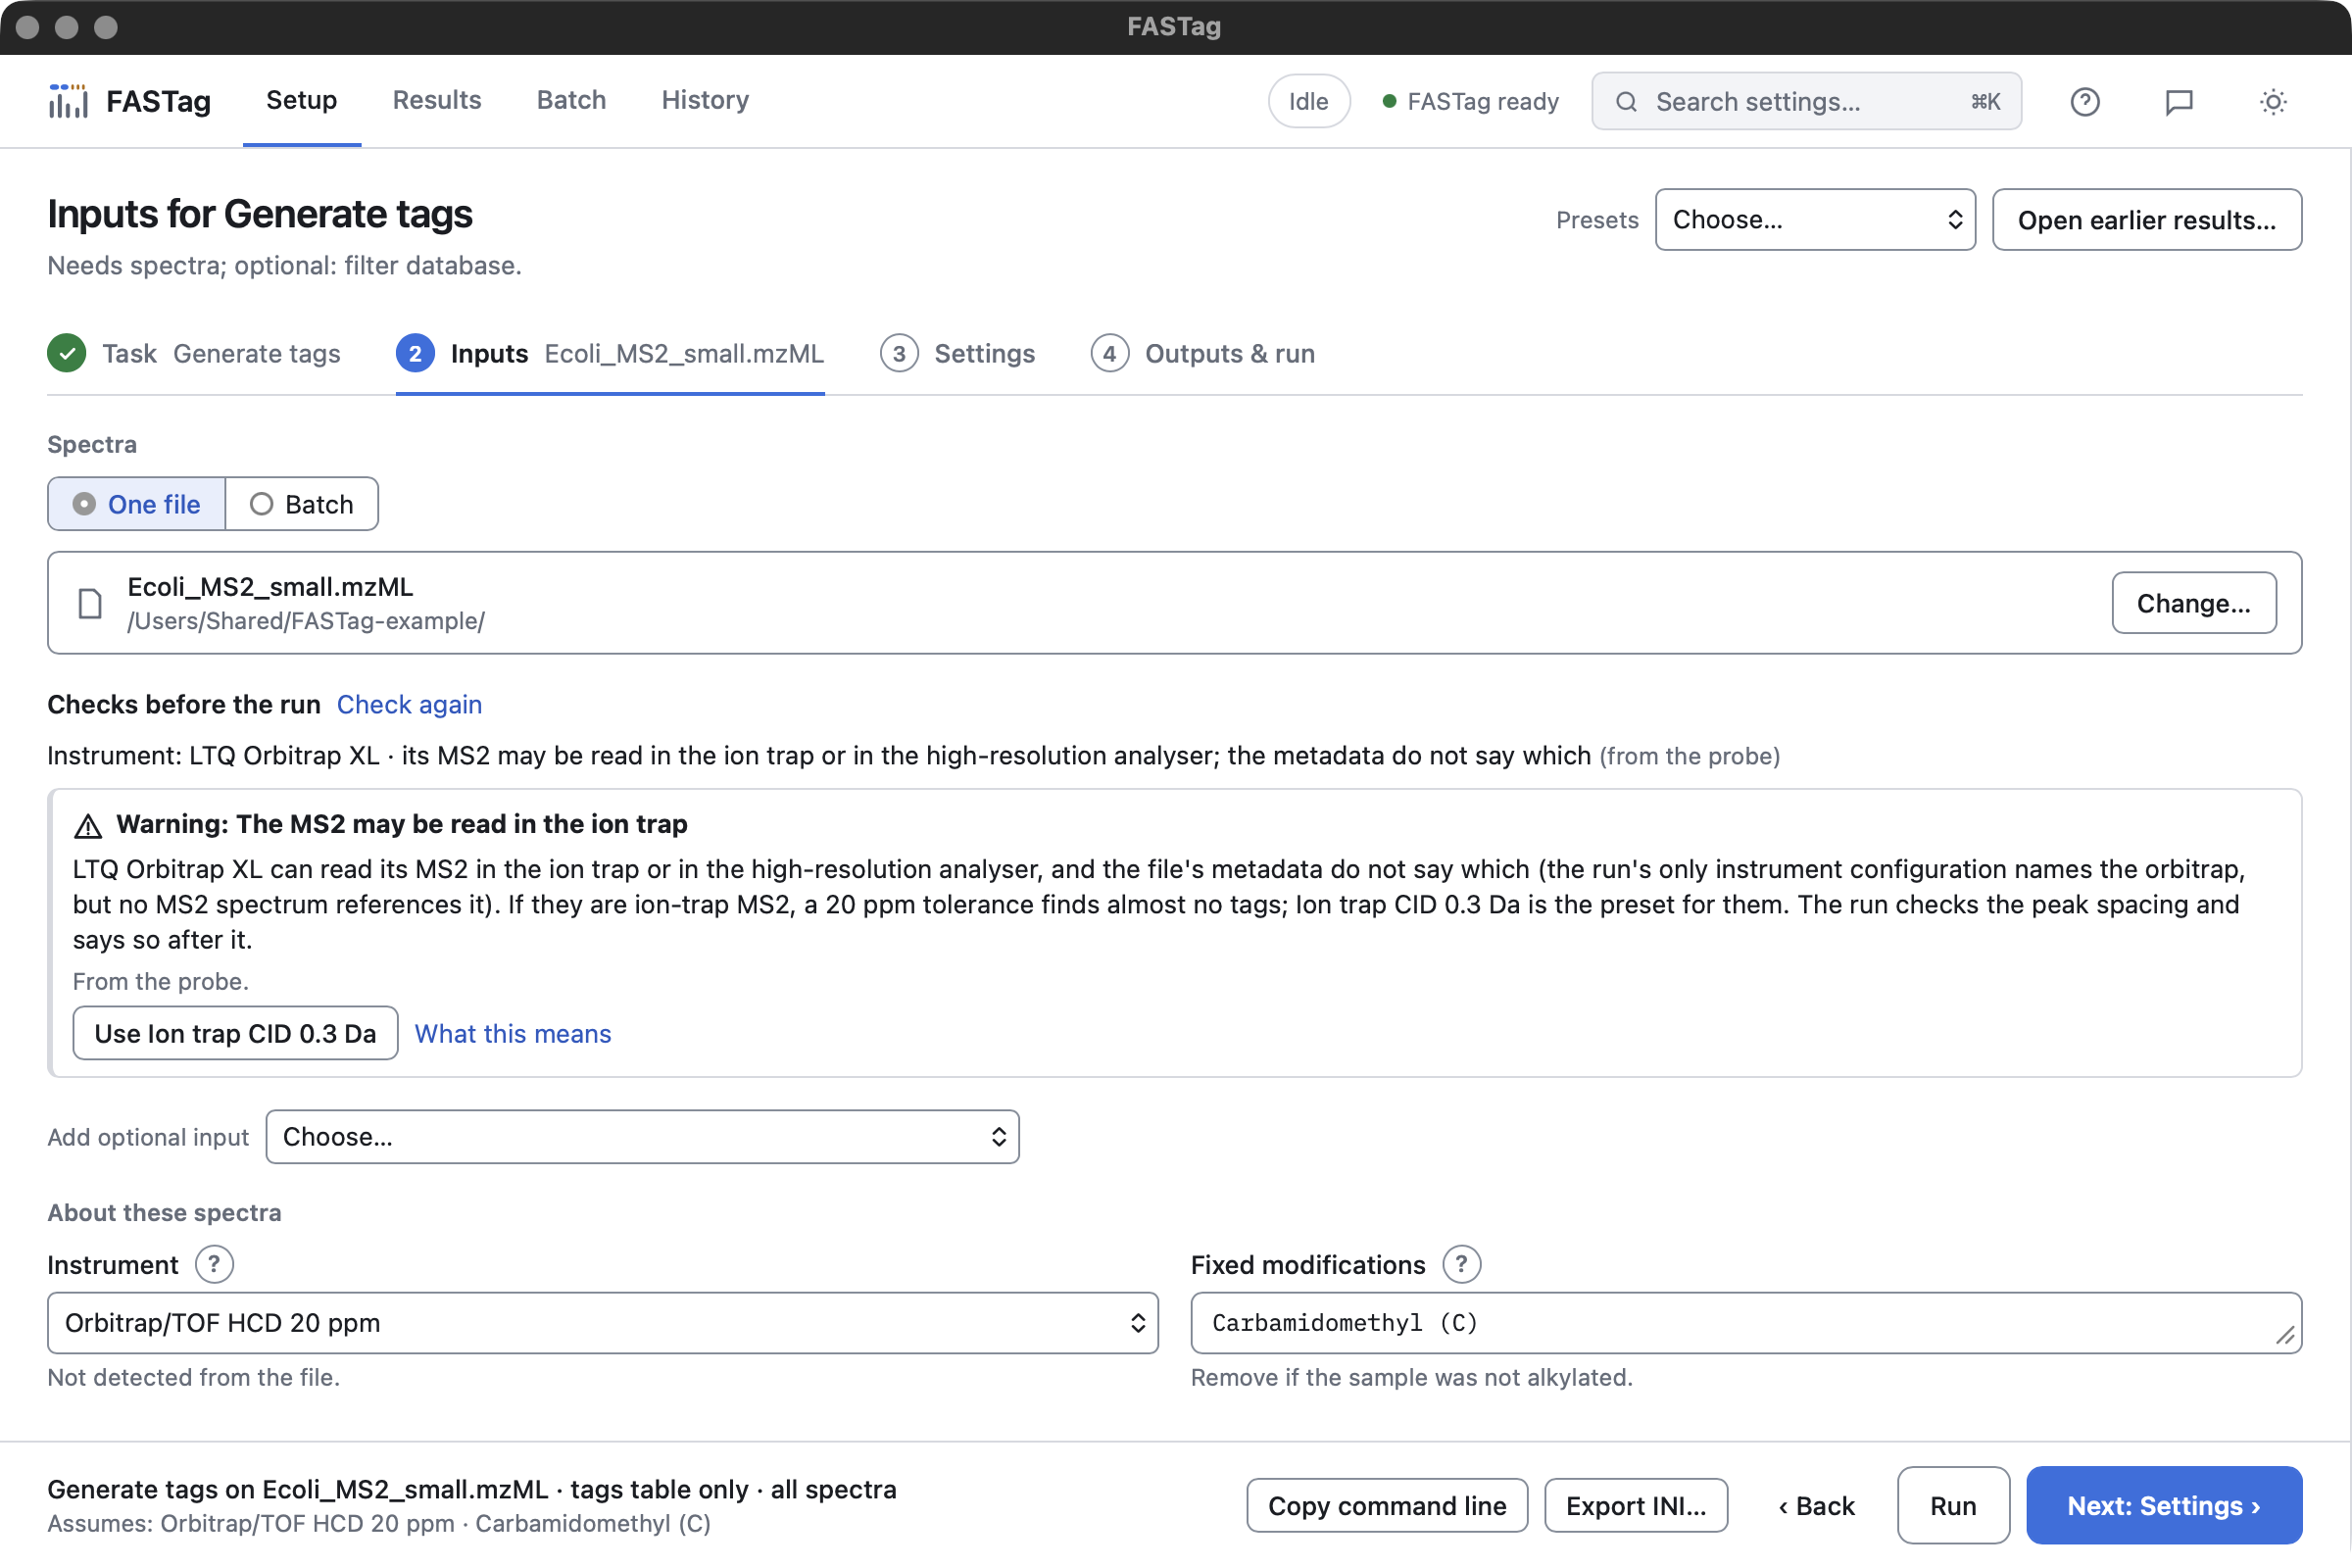 FASTag
FASTag
Setup
Results
Batch
History
Idle
FASTag ready
Search settings...
⌘K
Inputs for Generate tags
Needs spectra; optional: filter database.
Presets
Choose...
Open earlier results...
Task Generate tags
2 Inputs Ecoli_MS2_small.mzML
3 Settings
4 Outputs & run
Spectra
One file
Batch
Ecoli_MS2_small.mzML
/Users/Shared/FASTag-example/
Change...
Checks before the run Check again
Instrument: LTQ Orbitrap XL · its MS2 may be read in the ion trap or in the high-resolution analyser; the metadata do not say which (from the probe)
Warning: The MS2 may be read in the ion trap
LTQ Orbitrap XL can read its MS2 in the ion trap or in the high-resolution analyser, and the file's metadata do not say which (the run's only instrument configuration names the orbitrap,
but no MS2 spectrum references it). If they are ion-trap MS2, a 20 ppm tolerance finds almost no tags; Ion trap CID 0.3 Da is the preset for them. The run checks the peak spacing and
says so after it.
From the probe.
Use Ion trap CID 0.3 Da
What this means
Add optional input
Choose...
About these spectra
Instrument ?
Orbitrap/TOF HCD 20 ppm
Not detected from the file.
Fixed modifications ?
Carbamidomethyl (C)
Remove if the sample was not alkylated.
Generate tags on Ecoli_MS2_small.mzML · tags table only · all spectra
Assumes: Orbitrap/TOF HCD 20 ppm · Carbamidomethyl (C)
Copy command line
Export INI...
‹ Back
Run
Next: Settings ›